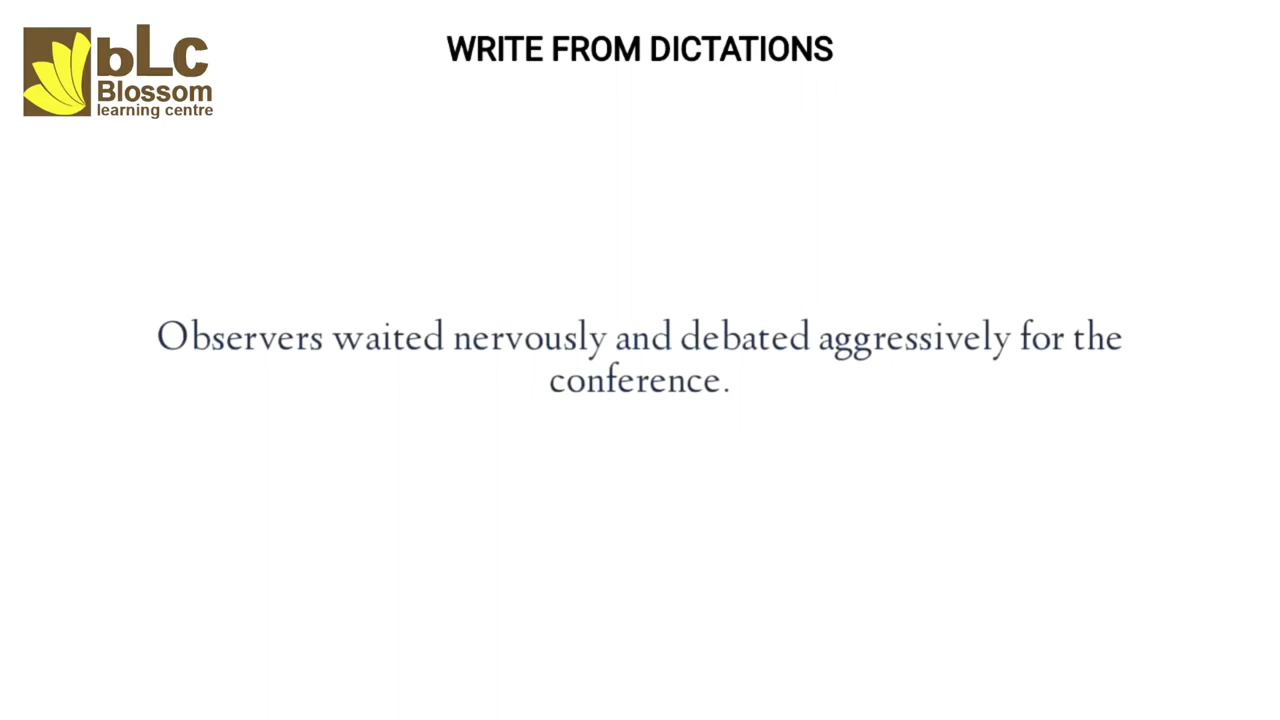 bLc
Blossom
learning centre
WRITE FROM DICTATIONS
Observers waited nervously and debated aggressively for the
conference.